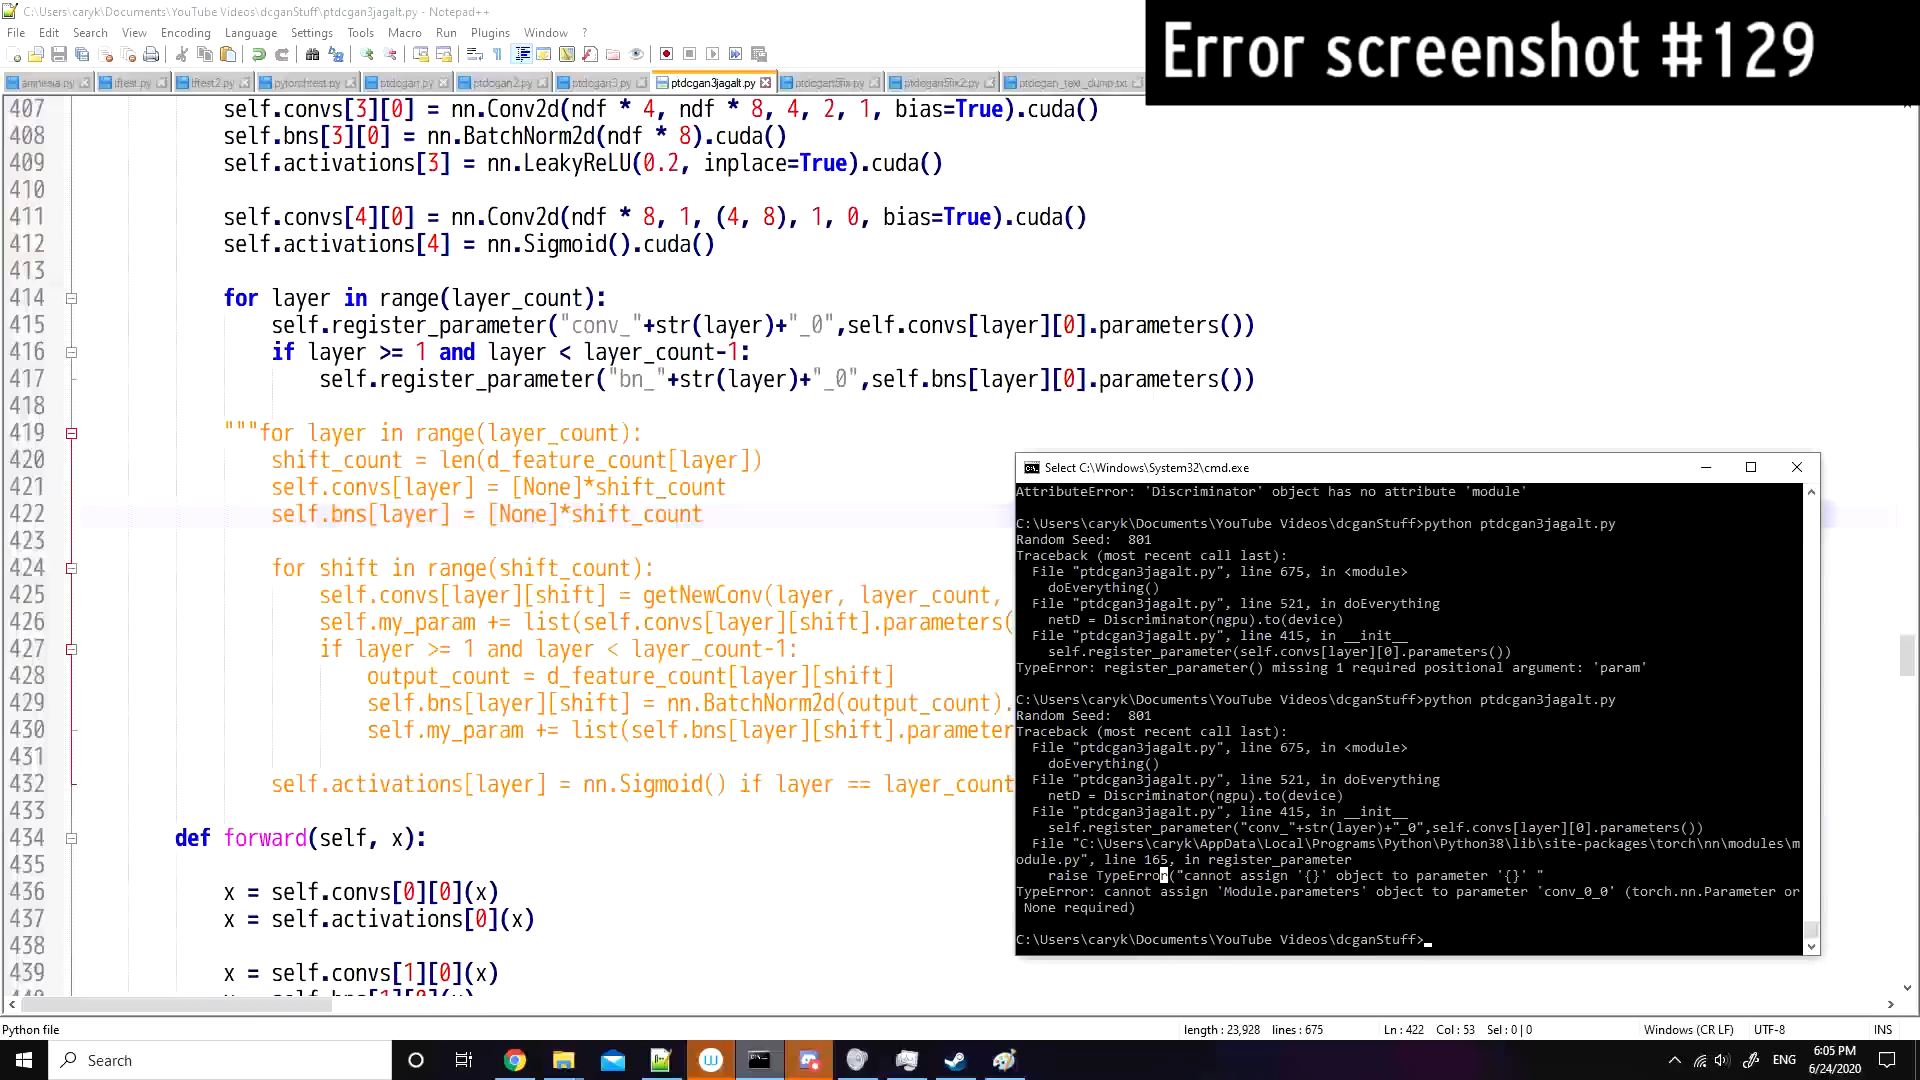 C:\Users\caryk\Documents\YouTube Videos\dcganStuff\ptdcgan3jagalt.py - Notepad++
Error screenshot #129
File Edit Search View Encoding Language Settings Tools Macro Run Plugins Window ?
amnesia.py iftest.py iftest2.py pytorchtest.py ptdcgan.py ptdcgan2.py ptdcgan3.py ptdcgan3jagalt.py
407 self.convs[3][0] = nn.Conv2d(ndf * 4, ndf * 8, 4, 2, 1, bias=True).cuda()
408 self.bns[3][0] = nn.BatchNorm2d(ndf * 8).cuda()
409 self.activations[3] = nn.LeakyReLU(0.2, inplace=True).cuda()
410
411 self.convs[4][0] = nn.Conv2d(ndf * 8, 1, (4, 8), 1, 0, bias=True).cuda()
412 self.activations[4] = nn.Sigmoid().cuda()
413
414 for layer in range(layer_count):
415 self.register_parameter("conv_"+str(layer)+"_0",self.convs[layer][0].parameters())
416 if layer >= 1 and layer < layer_count-1:
417 self.register_parameter("bn_"+str(layer)+"_0",self.bns[layer][0].parameters())
418
419 """for layer in range(layer_count):
420 shift_count = len(d_feature_count[layer])
421 self.convs[layer] = [None]*shift_count
422 self.bns[layer] = [None]*shift_count
423
424 for shift in range(shift_count):
425 self.convs[layer][shift] = getNewConv(layer, layer_count,
426 self.my_param += list(self.convs[layer][shift].parameters(
427 if layer >= 1 and layer < layer_count-1:
428 output_count = d_feature_count[layer][shift]
429 self.bns[layer][shift] = nn.BatchNorm2d(output_count).
430 self.my_param += list(self.bns[layer][shift].parameter
431
432 self.activations[layer] = nn.Sigmoid() if layer == layer_count
433
434 def forward(self, x):
435
436 x = self.convs[0][0](x)
437 x = self.activations[0](x)
438
439 x = self.convs[1][0](x)
Select C:\Windows\System32\cmd.exe
AttributeError: 'Discriminator' object has no attribute 'module'
C:\Users\caryk\Documents\YouTube Videos\dcganStuff>python ptdcgan3jagalt.py
Random Seed: 801
Traceback (most recent call last):
File "ptdcgan3jagalt.py", line 675, in <module>
doEverything()
File "ptdcgan3jagalt.py", line 521, in doEverything
netD = Discriminator(ngpu).to(device)
File "ptdcgan3jagalt.py", line 415, in __init__
self.register_parameter(self.convs[layer][0].parameters())
TypeError: register_parameter() missing 1 required positional argument: 'param'
C:\Users\caryk\Documents\YouTube Videos\dcganStuff>python ptdcgan3jagalt.py
Random Seed: 801
Traceback (most recent call last):
File "ptdcgan3jagalt.py", line 675, in <module>
doEverything()
File "ptdcgan3jagalt.py", line 521, in doEverything
netD = Discriminator(ngpu).to(device)
File "ptdcgan3jagalt.py", line 415, in __init__
self.register_parameter("conv_"+str(layer)+"_0",self.convs[layer][0].parameters())
File "C:\Users\caryk\AppData\Local\Programs\Python\Python38\lib\site-packages\torch\nn\modules\m
odule.py", line 165, in register_parameter
raise TypeError("cannot assign '{}' object to parameter '{}' "
TypeError: cannot assign 'Module.parameters' object to parameter 'conv_0_0' (torch.nn.Parameter or
None required)
C:\Users\caryk\Documents\YouTube Videos\dcganStuff>
Python file length : 23,928 lines : 675 Ln : 422 Col : 53 Sel : 0 | 0 Windows (CR LF) UTF-8 INS
Search
ENG
6:05 PM
6/24/2020